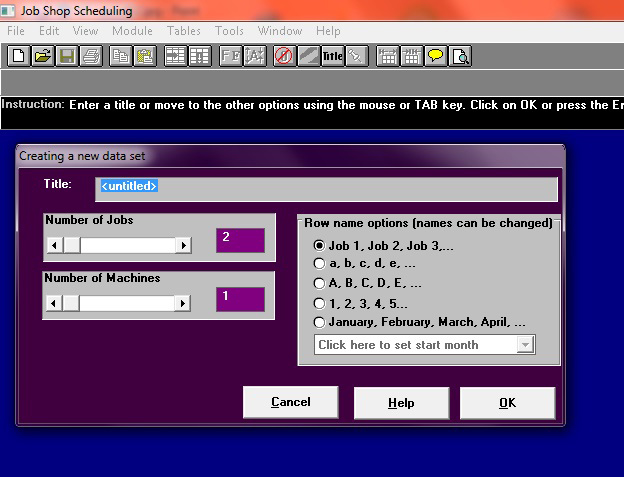 Job Shop Scheduling
File Edit View Module Tables Tools Window Help
Title
Instruction: Enter a title or move to the other options using the mouse or TAB key. Click on OK or press the Er
Creating a new data set
Title: <untitled>
Number of Jobs
2
Number of Machines
1
Row name options (names can be changed)
Job 1, Job 2, Job 3,...
a, b, c, d, e, ...
A, B, C, D, E, ...
1, 2, 3, 4, 5...
January, February, March, April, ...
Click here to set start month
Cancel Help OK